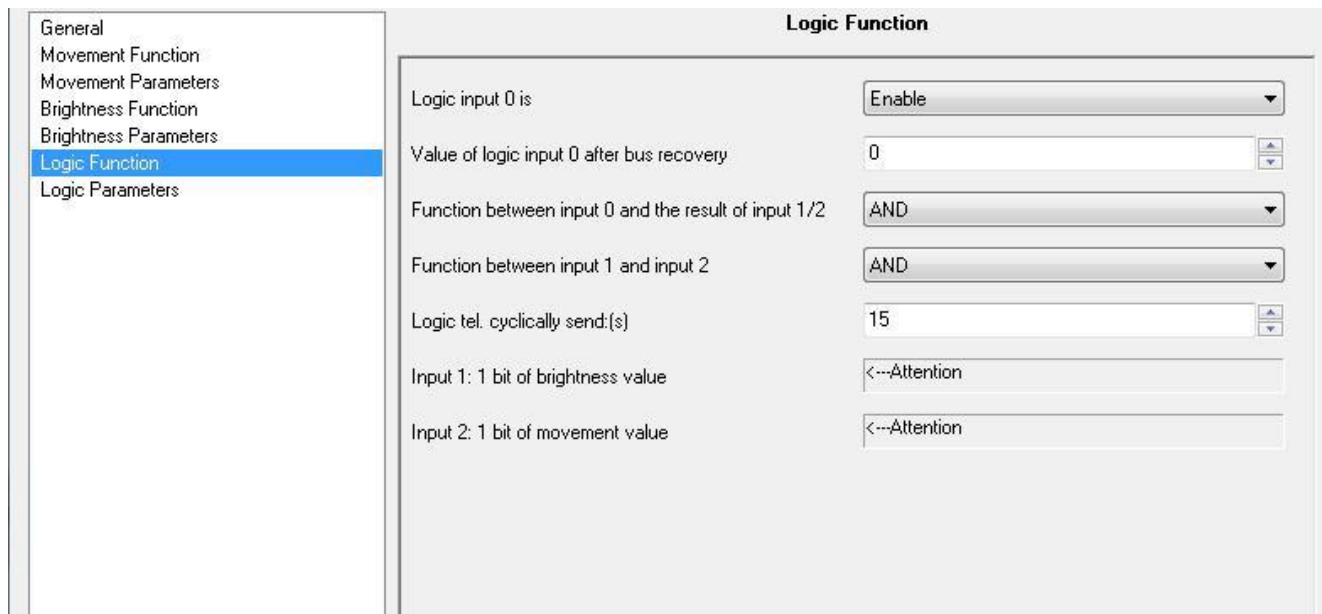 General
Movement Function
Movement Parameters
Brightness Function
Brightness Parameters
Logic Function
Logic Parameters
Logic Function
Logic input 0 is Enable
Value of logic input 0 after bus recovery 0
Function between input 0 and the result of input 1/2 AND
Function between input 1 and input 2 AND
Logic tel. cyclically send:(s) 15
Input 1: 1 bit of brightness value <---Attention
Input 2: 1 bit of movement value <---Attention